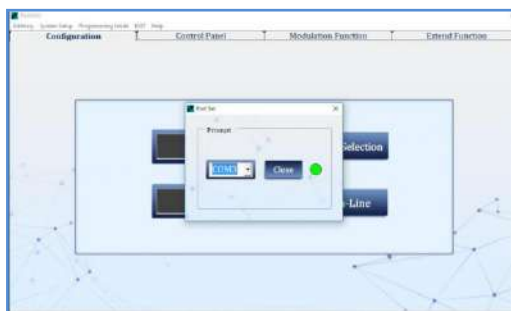 System Setup Programming Guide EXIT Help
Configuration Control Panel Modulation Function Extend Function
Port Set
Prompt
COM3 Close
Selection
-Line